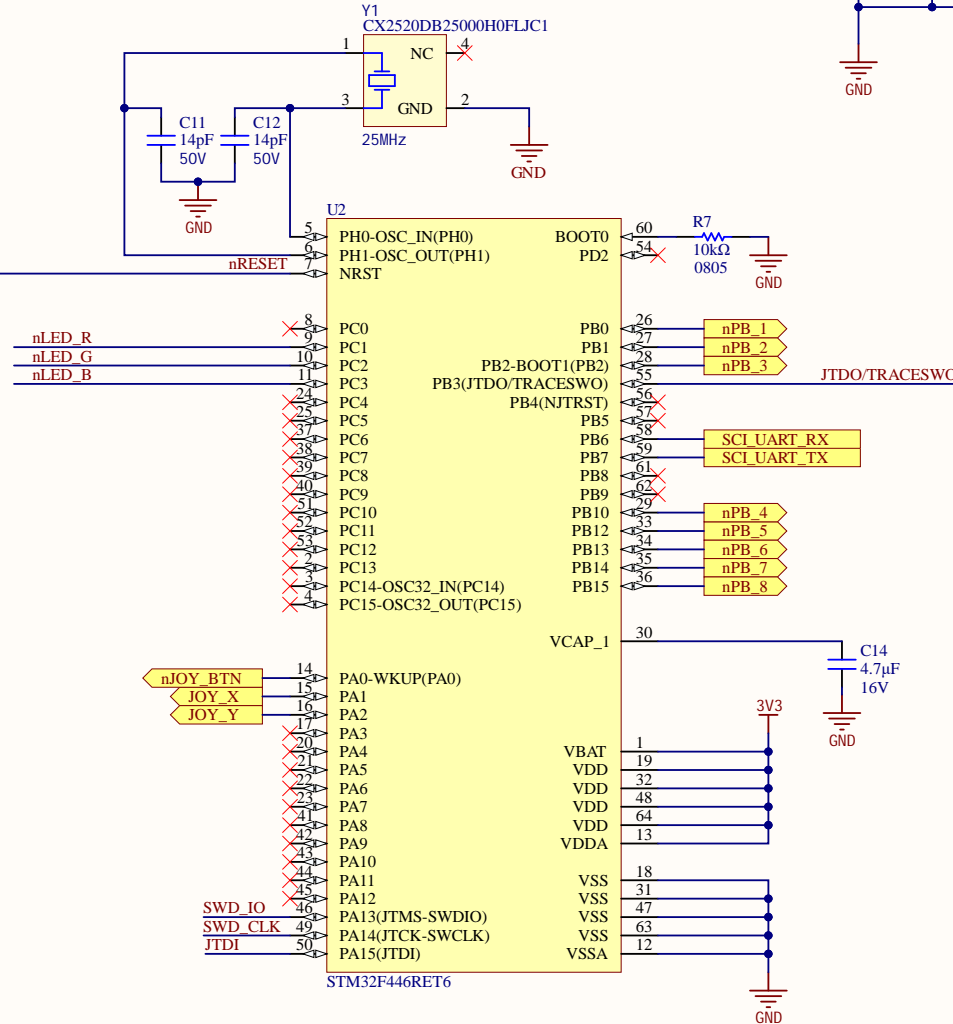 Y1
CX2520DB25000H0FLJC1
1 NC 4
3 GND 2
25MHz
GND
GND
C11
14pF
50V
C12
14pF
50V
GND
U2
5 PH0-OSC_IN(PH0)
6 PH1-OSC_OUT(PH1)
nRESET 7 NRST
BOOT0 60
PD2 54
R7
10kΩ
0805
GND
8 PC0
nLED_R 9 PC1
nLED_G 10 PC2
nLED_B 11 PC3
24 PC4
25 PC5
37 PC6
38 PC7
39 PC8
40 PC9
51 PC10
52 PC11
53 PC12
2 PC13
3 PC14-OSC32_IN(PC14)
4 PC15-OSC32_OUT(PC15)
PB0 26 nPB_1
PB1 27 nPB_2
PB2-BOOT1(PB2) 28 nPB_3
PB3(JTDO/TRACESWO) 55 JTDO/TRACESWO
PB4(NJTRST) 56
PB5 57
PB6 58 SCI_UART_RX
PB7 59 SCI_UART_TX
PB8 61
PB9 62
PB10 29 nPB_4
PB12 33 nPB_5
PB13 34 nPB_6
PB14 35 nPB_7
PB15 36 nPB_8
VCAP_1 30
C14
4.7µF
16V
GND
nJOY_BTN 14 PA0-WKUP(PA0)
JOY_X 15 PA1
JOY_Y 16 PA2
17 PA3
20 PA4
21 PA5
22 PA6
23 PA7
41 PA8
42 PA9
43 PA10
44 PA11
45 PA12
SWD_IO 46 PA13(JTMS-SWDIO)
SWD_CLK 49 PA14(JTCK-SWCLK)
JTDI 50 PA15(JTDI)
3V3
VBAT 1
VDD 19
VDD 32
VDD 48
VDD 64
VDDA 13
VSS 18
VSS 31
VSS 47
VSS 63
VSSA 12
GND
STM32F446RET6